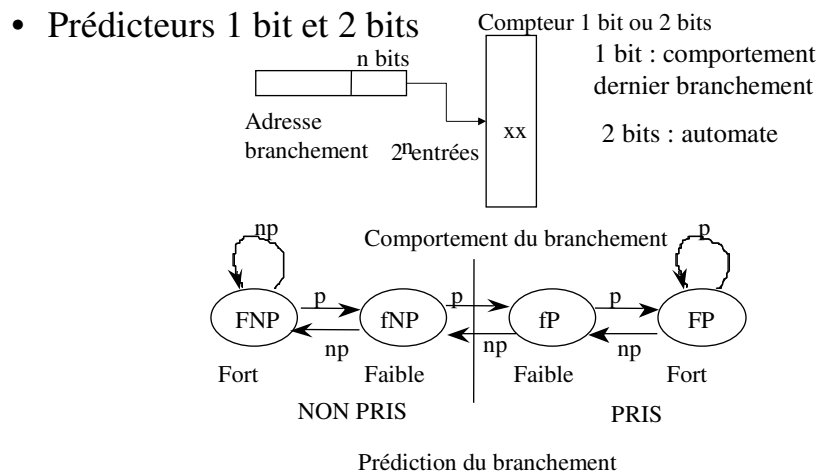 • Prédicteurs 1 bit et 2 bits
Compteur 1 bit ou 2 bits
n bits
1 bit : comportement
dernier branchement
Adresse
branchement
2n entrées
xx
2 bits : automate
np
Comportement du branchement
p
FNP
p
fNP
p
fP
p
FP
np
np
np
Fort
Faible
Faible
Fort
NON PRIS
PRIS
Prédiction du branchement